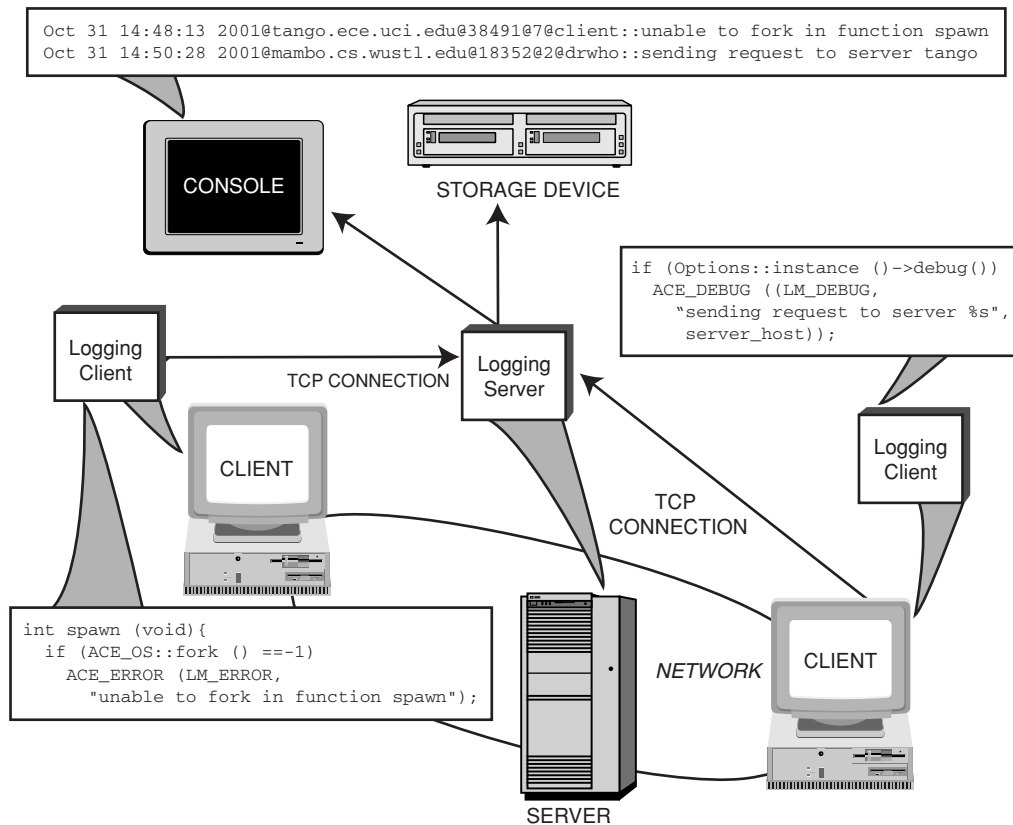 Oct 31 14:48:13 2001@tango.ece.uci.edu@38491@7@client::unable to fork in function spawn
Oct 31 14:50:28 2001@mambo.cs.wustl.edu@18352@2@drwho::sending request to server tango
CONSOLE
STORAGE DEVICE
if (Options::instance ()->debug())
ACE_DEBUG ((LM_DEBUG,
“sending request to server %s",
server_host));
Logging
Client
TCP CONNECTION
Logging
Server
Logging
Client
CLIENT
TCP
CONNECTION
int spawn (void){
if (ACE_OS::fork () ==-1)
ACE_ERROR (LM_ERROR,
"unable to fork in function spawn");
NETWORK
CLIENT
SERVER